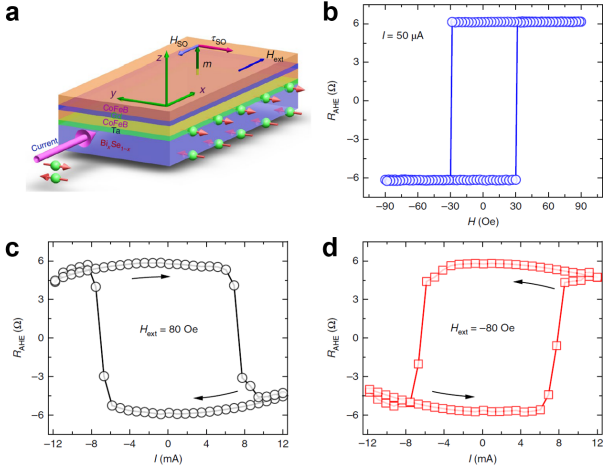 a
H_SO
τ_SO
z
m
H_ext
y
x
CoFeB
CoFeB
Ta
Current
Bi_xSe_1−x
b
I = 50 μA
R_AHE (Ω)
6
3
0
−3
−6
−90 −60 −30 0 30 60 90
H (Oe)
c
R_AHE (Ω)
6
3
0
−3
−6
H_ext = 80 Oe
−12 −8 −4 0 4 8 12
I (mA)
d
R_AHE (Ω)
6
3
0
−3
−6
H_ext = −80 Oe
−12 −8 −4 0 4 8 12
I (mA)